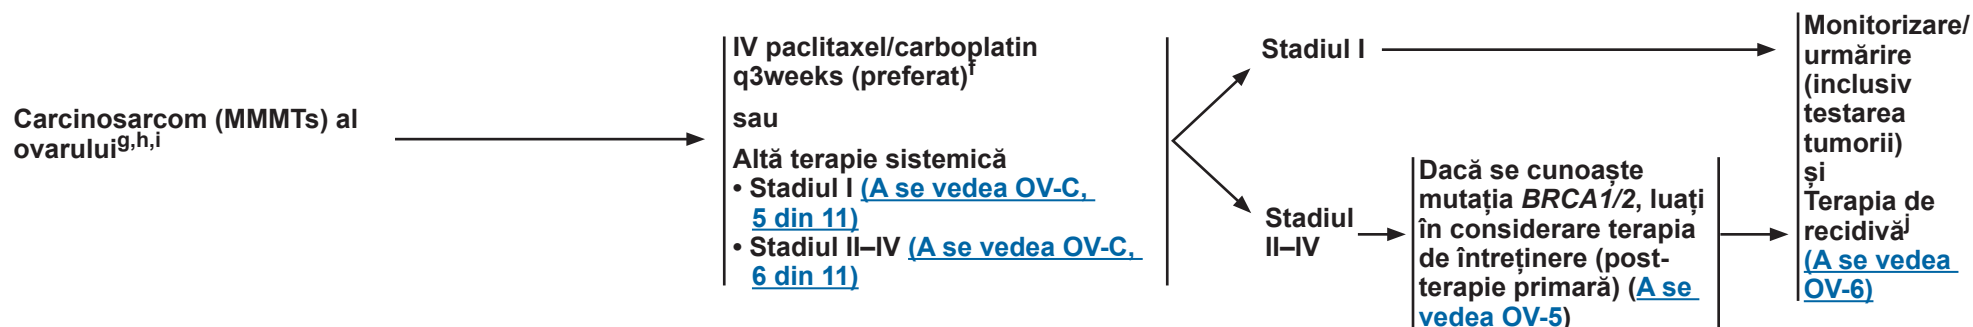 Carcinosarcom (MMMTs) al
ovaruluig,h,i
IV paclitaxel/carboplatin
q3weeks (preferat)f
sau
Altă terapie sistemică
• Stadiul I (A se vedea OV-C,
5 din 11)
• Stadiul II–IV (A se vedea OV-C,
6 din 11)
Stadiul I
Stadiul
II–IV
Dacă se cunoaște
mutația BRCA1/2, luați
în considerare terapia
de întreținere (post-
terapie primară) (A se
vedea OV-5)
Monitorizare/
urmărire
(inclusiv
testarea
tumorii)
și
Terapia de
recidivăj
(A se vedea
OV-6)